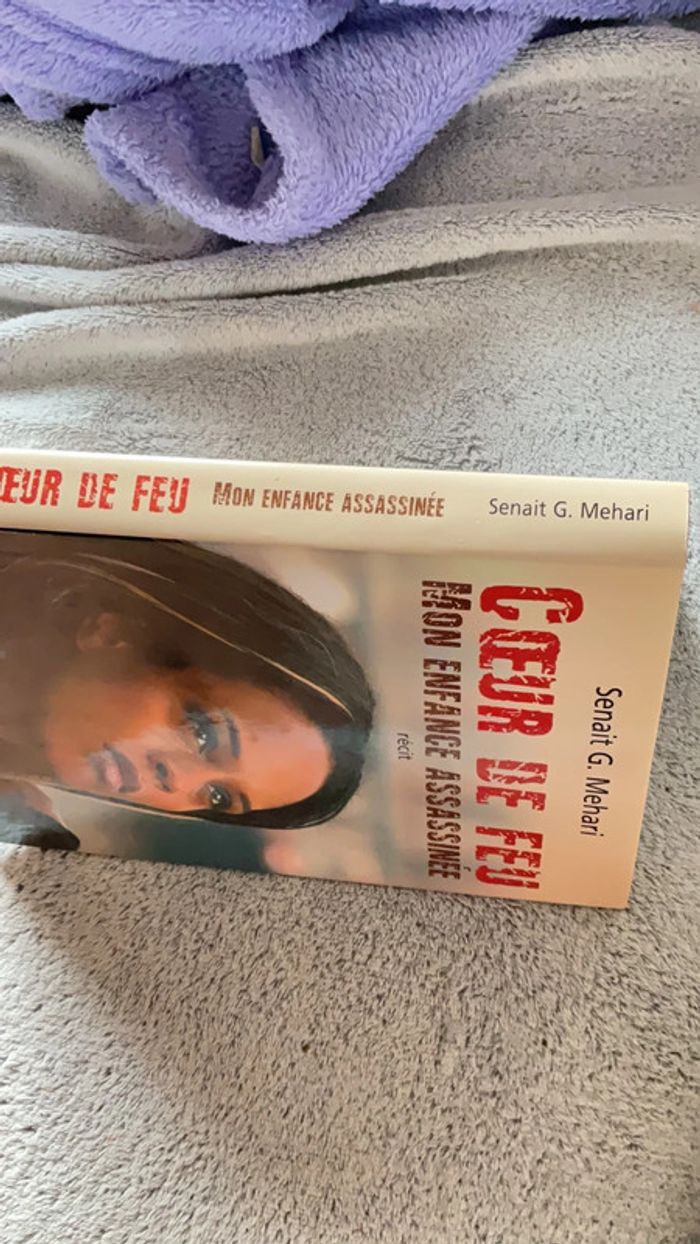 Senait G. Mehari
CŒUR DE FEU
MON ENFANCE ASSASSINÉE
récit
ŒUR DE FEU MON ENFANCE ASSASSINÉE Senait G. Mehari